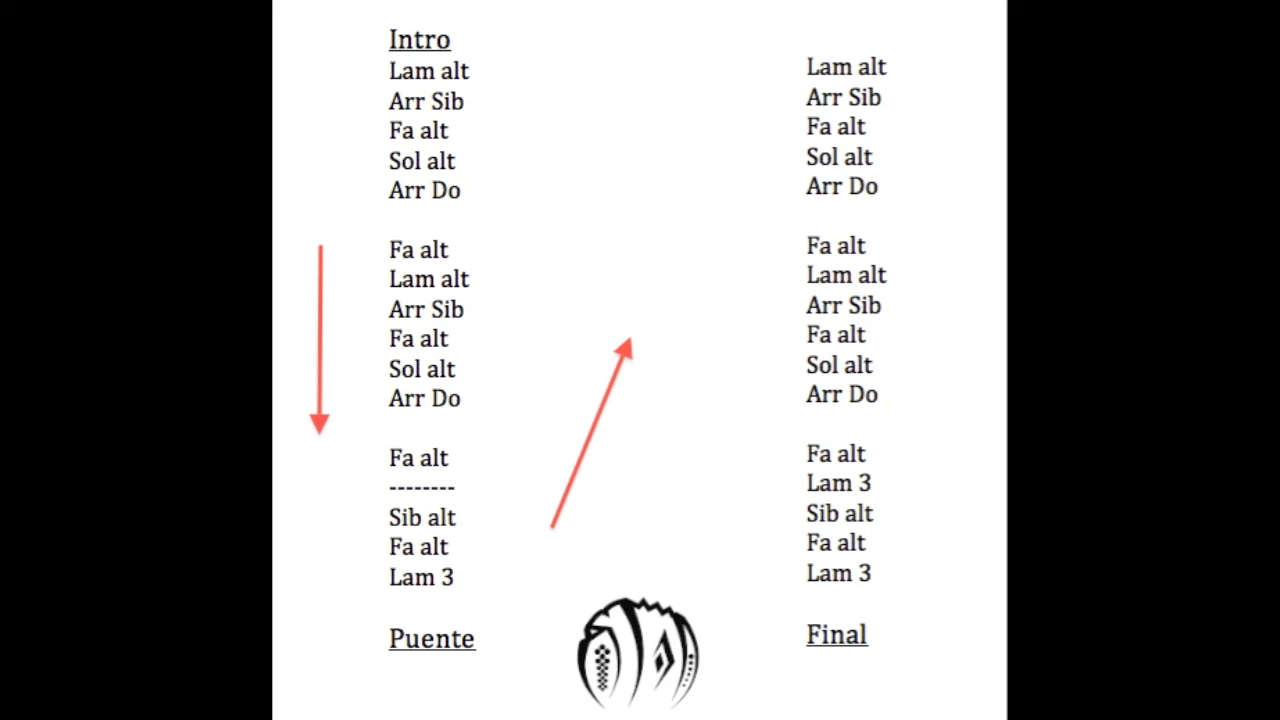 Intro
Lam alt
Arr Sib
Fa alt
Sol alt
Arr Do
Fa alt
Lam alt
Arr Sib
Fa alt
Sol alt
Arr Do
Fa alt
--------
Sib alt
Fa alt
Lam 3
Puente
Lam alt
Arr Sib
Fa alt
Sol alt
Arr Do
Fa alt
Lam alt
Arr Sib
Fa alt
Sol alt
Arr Do
Fa alt
Lam 3
Sib alt
Fa alt
Lam 3
Final